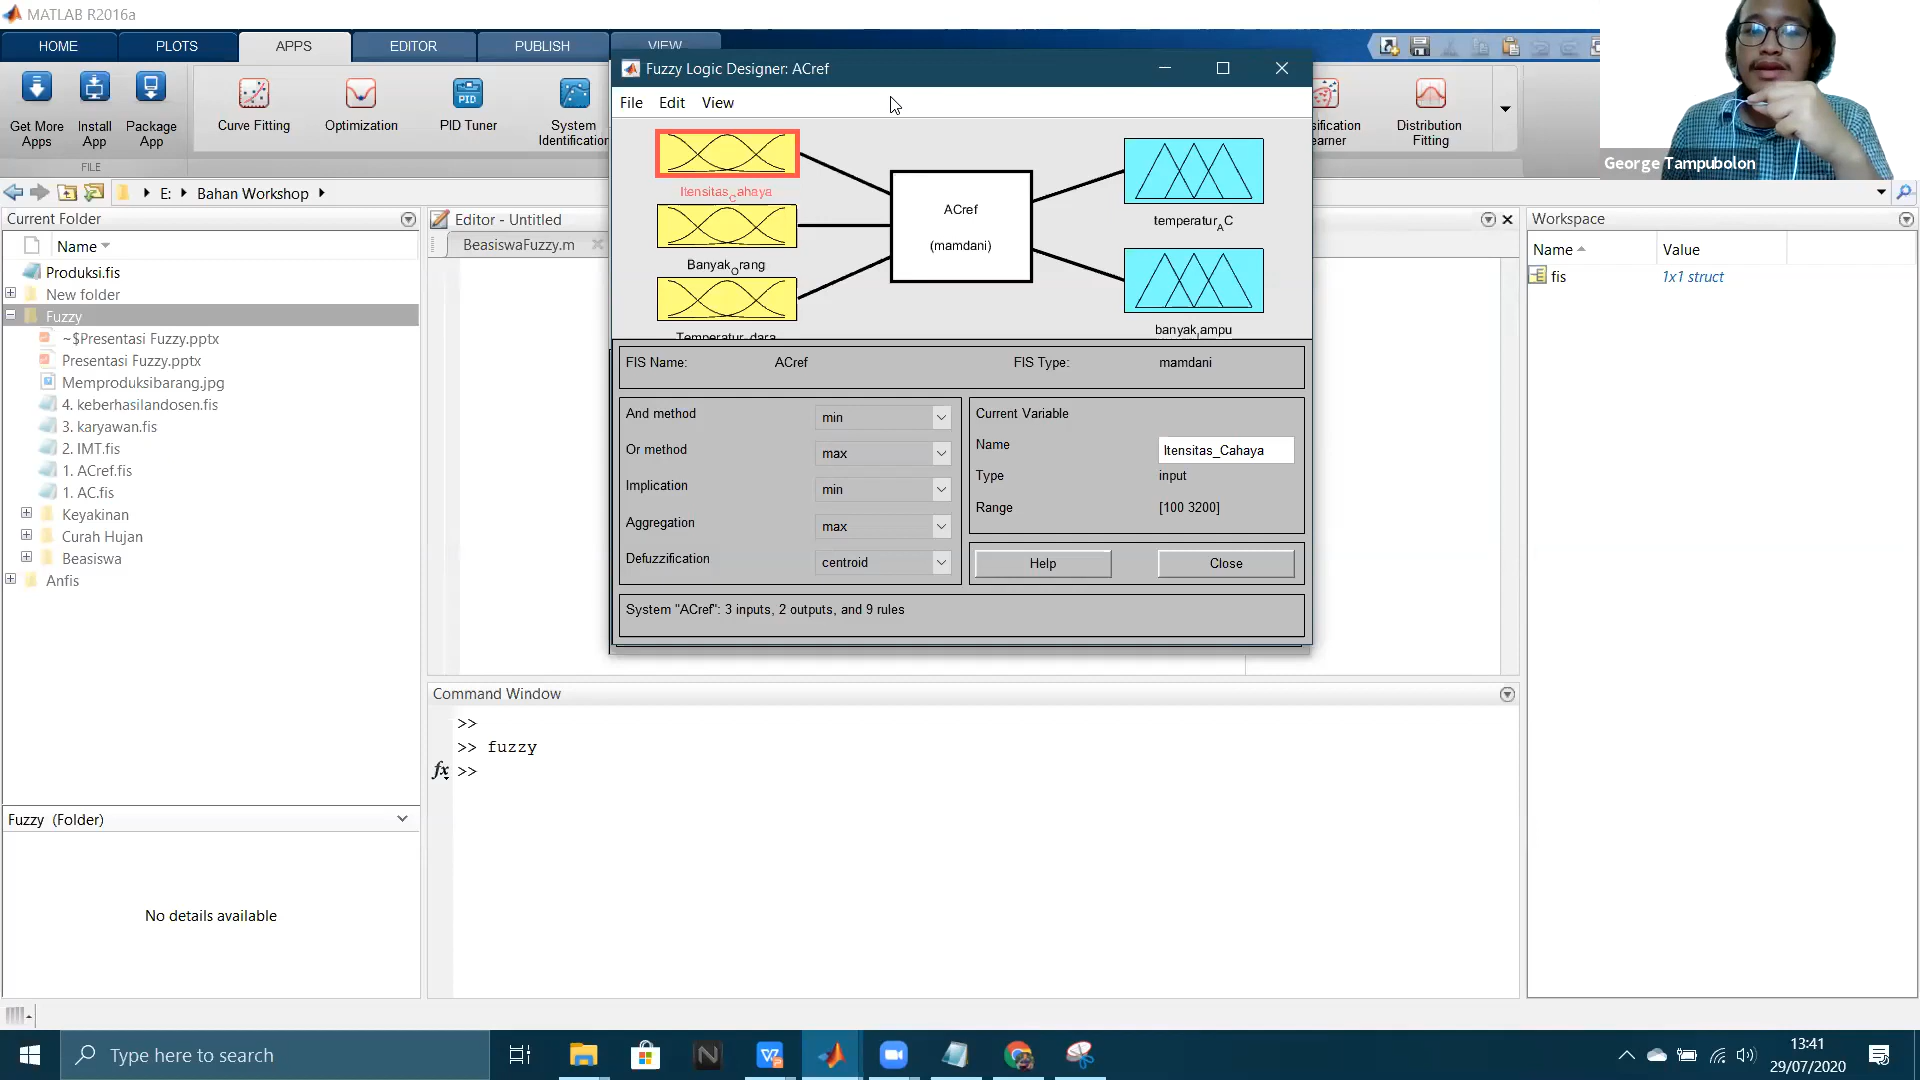 MATLAB R2016a
HOME
PLOTS
APPS
EDITOR
PUBLISH
VIEW
Get More
Apps
Install
App
Package
App
Curve Fitting
Optimization
PID Tuner
System
Identification
Distribution
Fitting
FILE
E:
Bahan Workshop
Fuzzy Logic Designer: ACref
File
Edit
View
Itensitas_Cahaya
Banyak_Orang
ACref
(mamdani)
temperatur_AC
banyak_lampu
FIS Name:
ACref
FIS Type:
mamdani
And method
min
Or method
max
Implication
min
Aggregation
max
Defuzzification
centroid
Current Variable
Name
Itensitas_Cahaya
Type
input
Range
[100 3200]
Help
Close
System "ACref": 3 inputs, 2 outputs, and 9 rules
George Tampubolon
Current Folder
Name
Produksi.fis
New folder
Fuzzy
~$Presentasi Fuzzy.pptx
Presentasi Fuzzy.pptx
Memproduksibarang.jpg
4. keberhasilandosen.fis
3. karyawan.fis
2. IMT.fis
1. ACref.fis
1. AC.fis
Keyakinan
Curah Hujan
Beasiswa
Anfis
Fuzzy (Folder)
No details available
Editor - Untitled
BeasiswaFuzzy.m
Command Window
>>
>> fuzzy
fx >>
Workspace
Name
Value
fis
1x1 struct
Type here to search
13:41
29/07/2020